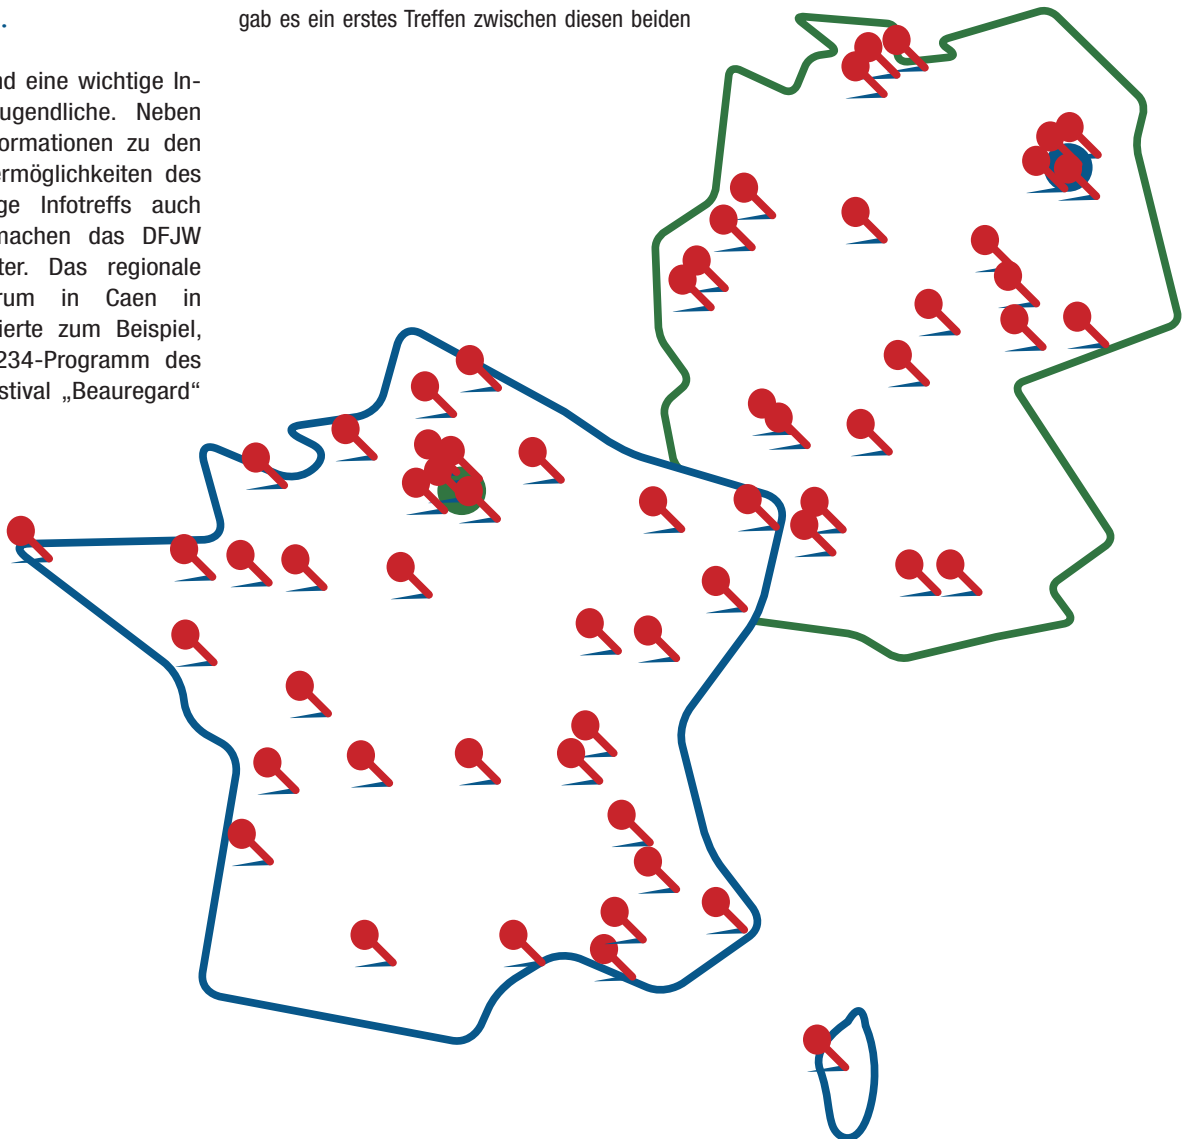 gab es ein erstes Treffen zwischen diesen beiden
.
nd eine wichtige In-
ugendliche. Neben
ormationen zu den
ermöglichkeiten des
ge Infotreffs auch
machen das DFJW
ter. Das regionale
rum in Caen in
ierte zum Beispiel,
234-Programm des
stival „Beauregard“